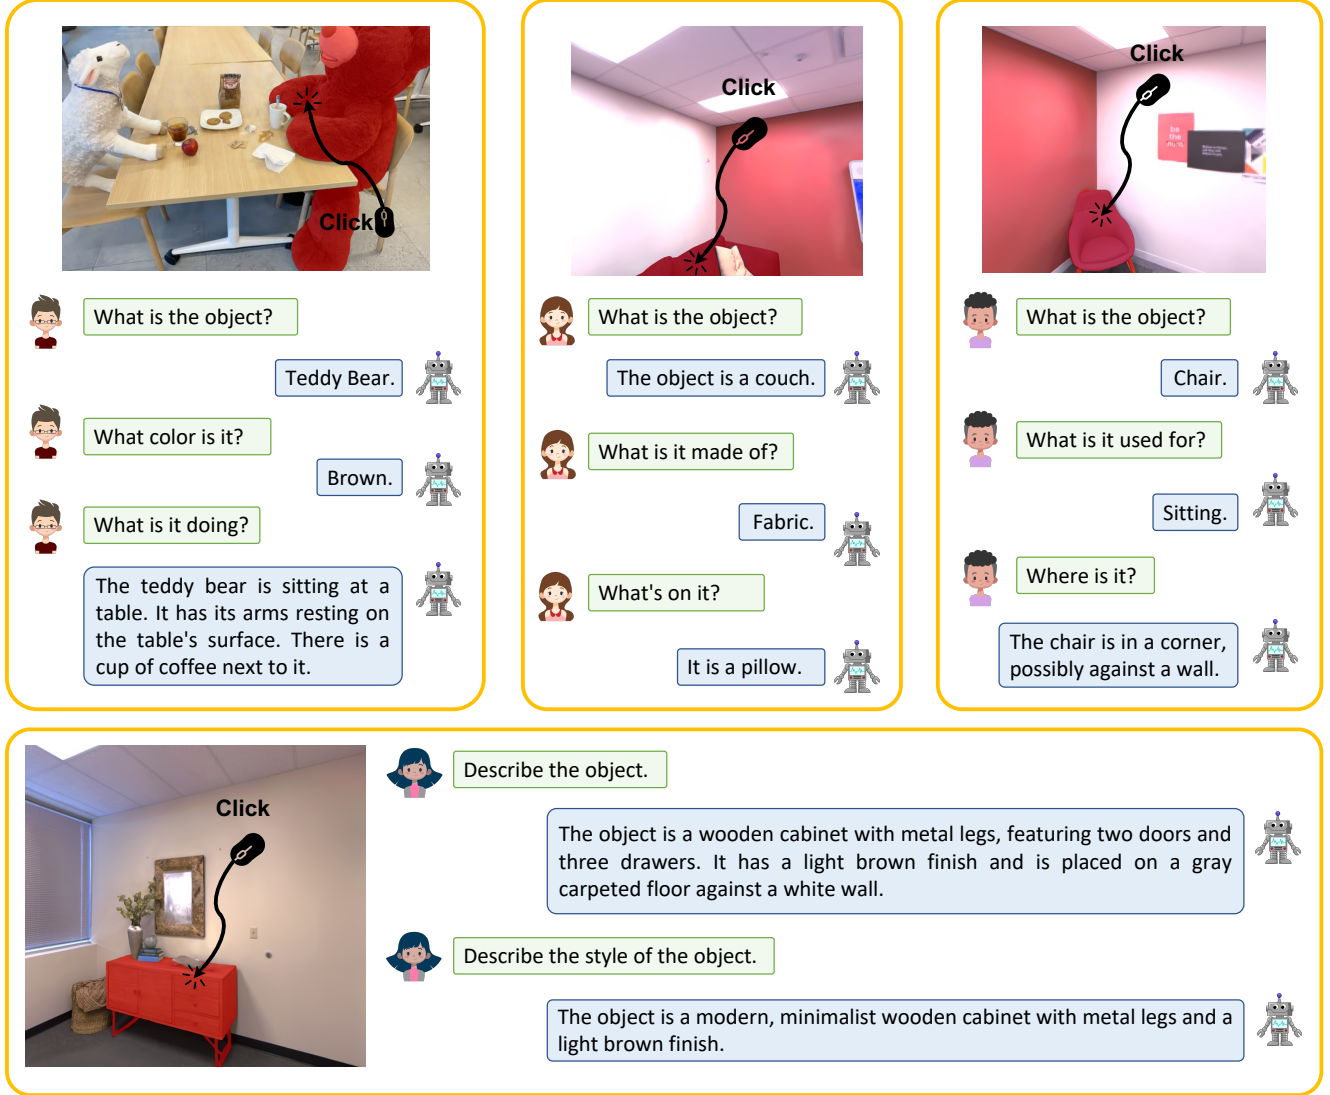 Click
What is the object?
Teddy Bear.
What color is it?
Brown.
What is it doing?
The teddy bear is sitting at a
table. It has its arms resting on
the table's surface. There is a
cup of coffee next to it.
Click
What is the object?
The object is a couch.
What is it made of?
Fabric.
What's on it?
It is a pillow.
Click
be
the
What is the object?
Chair.
What is it used for?
Sitting.
Where is it?
The chair is in a corner,
possibly against a wall.
Click
Describe the object.
The object is a wooden cabinet with metal legs, featuring two doors and
three drawers. It has a light brown finish and is placed on a gray
carpeted floor against a white wall.
Describe the style of the object.
The object is a modern, minimalist wooden cabinet with metal legs and a
light brown finish.